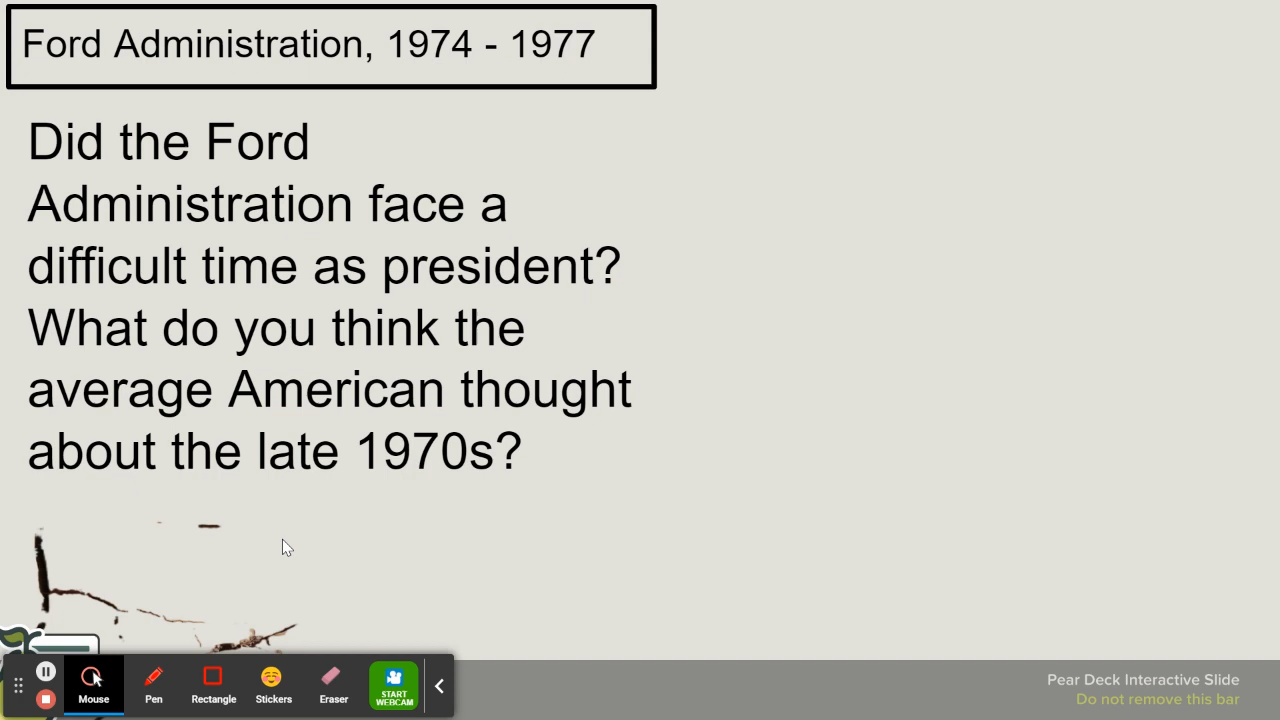 Ford Administration, 1974 - 1977
Did the Ford
Administration face a
difficult time as president?
What do you think the
average American thought
about the late 1970s?
Mouse
Pen
Rectangle
Stickers
Eraser
START
WEBCAM
Pear Deck Interactive Slide
Do not remove this bar